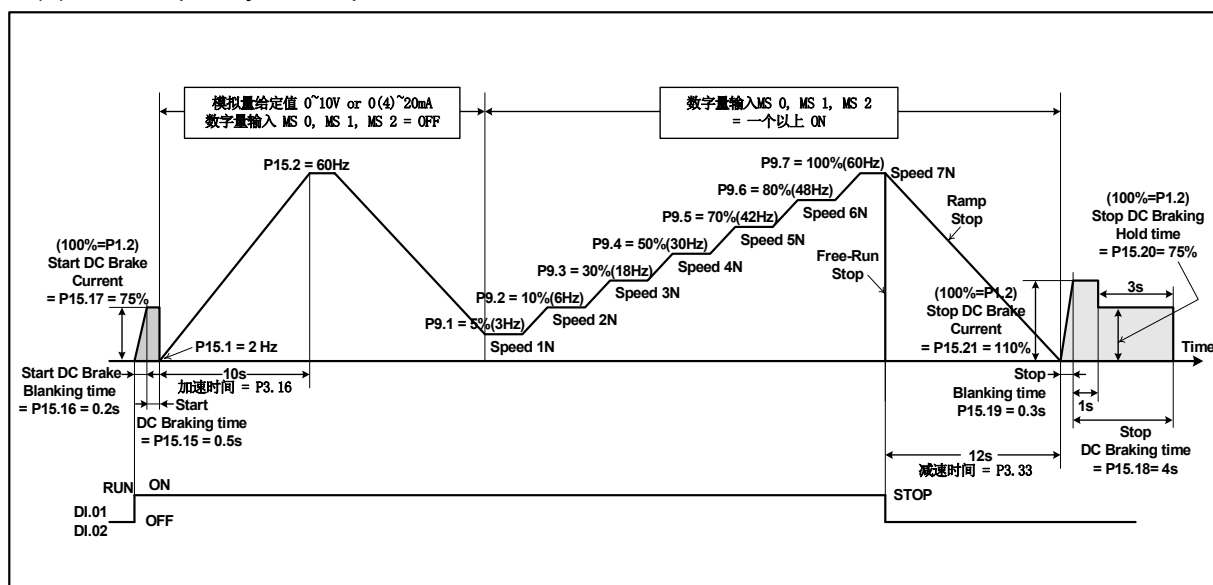 模拟量给定值 0~10V or 0(4)~20mA
数字量输入 MS 0, MS 1, MS 2 = OFF
数字量输入MS 0, MS 1, MS 2
= 一个以上 ON
P15.2 = 60Hz
P9.7 = 100%(60Hz)
Speed 7N
P9.6 = 80%(48Hz)
Speed 6N
P9.5 = 70%(42Hz)
Speed 5N
P9.4 = 50%(30Hz)
Speed 4N
P9.3 = 30%(18Hz)
Speed 3N
P9.2 = 10%(6Hz)
Speed 2N
P9.1 = 5%(3Hz)
Speed 1N
Ramp
Stop
Free-Run
Stop
(100%=P1.2)
Stop DC Braking
Hold time
= P15.20= 75%
(100%=P1.2)
Start DC Brake
Current
= P15.17 = 75%
(100%=P1.2)
Stop DC Brake
Current
= P15.21 = 110%
3s
P15.1 = 2 Hz
Time
Start DC Brake
Blanking time
= P15.16 = 0.2s
10s
加速时间 = P3.16
Start
DC Braking time
= P15.15 = 0.5s
Stop
Blanking time
P15.19 = 0.3s
1s
Stop
DC Braking time
= P15.18= 4s
12s
减速时间 = P3.33
RUN
ON
STOP
DI.01
DI.02
OFF